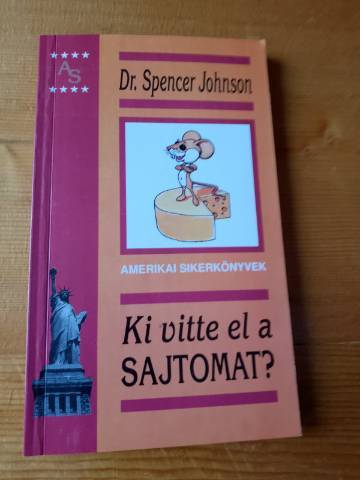 AS
Dr. Spencer Johnson
AMERIKAI SIKERKÖNYVEK
Ki vitte el a
SAJTOMAT?